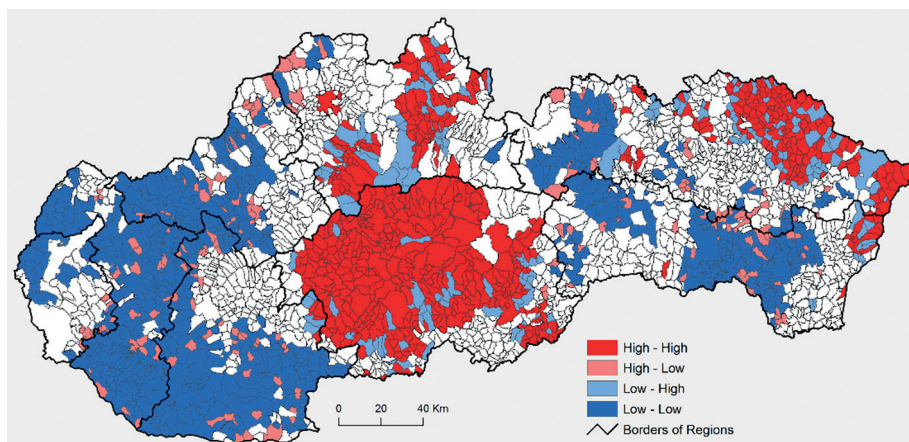 High - High
High - Low
Low - High
Low - Low
Borders of Regions
0 20 40 Km